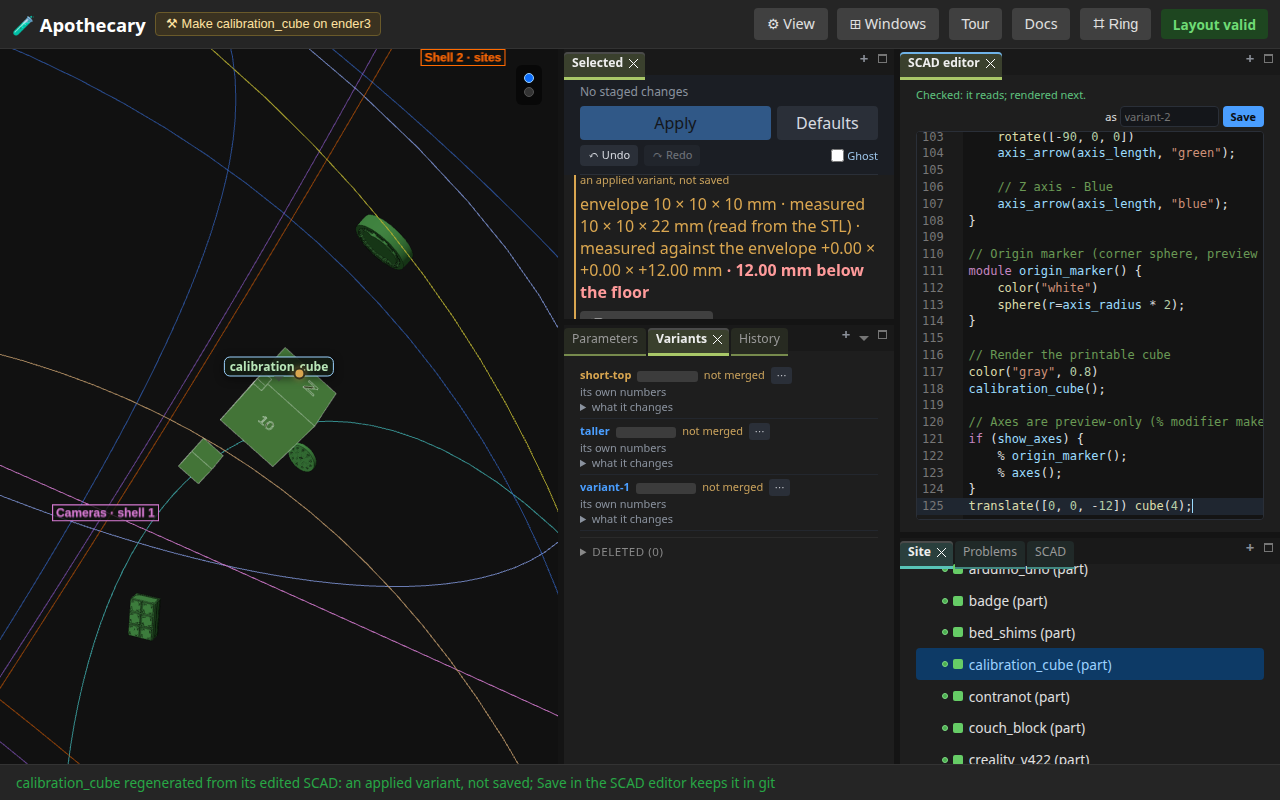 Apothecary
⚒ Make calibration_cube on ender3
⚙ View
⊞ Windows
Tour
Docs
⌗ Ring
Layout valid
Shell 2 · sites
calibration_cube
10
Cameras · shell 1
Selected
No staged changes
Apply
Defaults
↶ Undo
↷ Redo
Ghost
an applied variant, not saved
envelope 10 × 10 × 10 mm · measured
10 × 10 × 22 mm (read from the STL) ·
measured against the envelope +0.00 ×
+0.00 × +12.00 mm · 12.00 mm below
the floor
Parameters
Variants
History
short-top not merged ...
its own numbers
▶ what it changes
taller not merged ...
its own numbers
▶ what it changes
variant-1 not merged ...
its own numbers
▶ what it changes
▶ DELETED (0)
SCAD editor
Checked: it reads; rendered next.
as variant-2 Save
103 rotate([-90, 0, 0])
104 axis_arrow(axis_length, "green");
105
106 // Z axis - Blue
107 axis_arrow(axis_length, "blue");
108 }
109
110 // Origin marker (corner sphere, preview
111 module origin_marker() {
112 color("white")
113 sphere(r=axis_radius * 2);
114 }
115
116 // Render the printable cube
117 color("gray", 0.8)
118 calibration_cube();
119
120 // Axes are preview-only (% modifier make
121 if (show_axes) {
122 % origin_marker();
123 % axes();
124 }
125 translate([0, 0, -12]) cube(4);
Site
Problems
SCAD
arduino_uno (part)
badge (part)
bed_shims (part)
calibration_cube (part)
contranot (part)
couch_block (part)
creality_v422 (part)
calibration_cube regenerated from its edited SCAD: an applied variant, not saved; Save in the SCAD editor keeps it in git